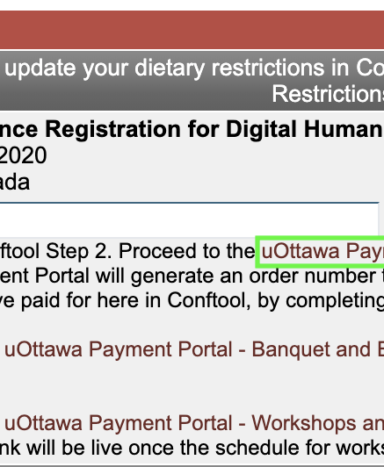 update your dietary restrictions in Co
Restrictions
nce Registration for Digital Human
2020
ada
ftool Step 2. Proceed to the uOttawa Pay
ent Portal will generate an order number
ve paid for here in Conftool, by completing
uOttawa Payment Portal - Banquet and
uOttawa Payment Portal - Workshops an
nk will be live once the schedule for works